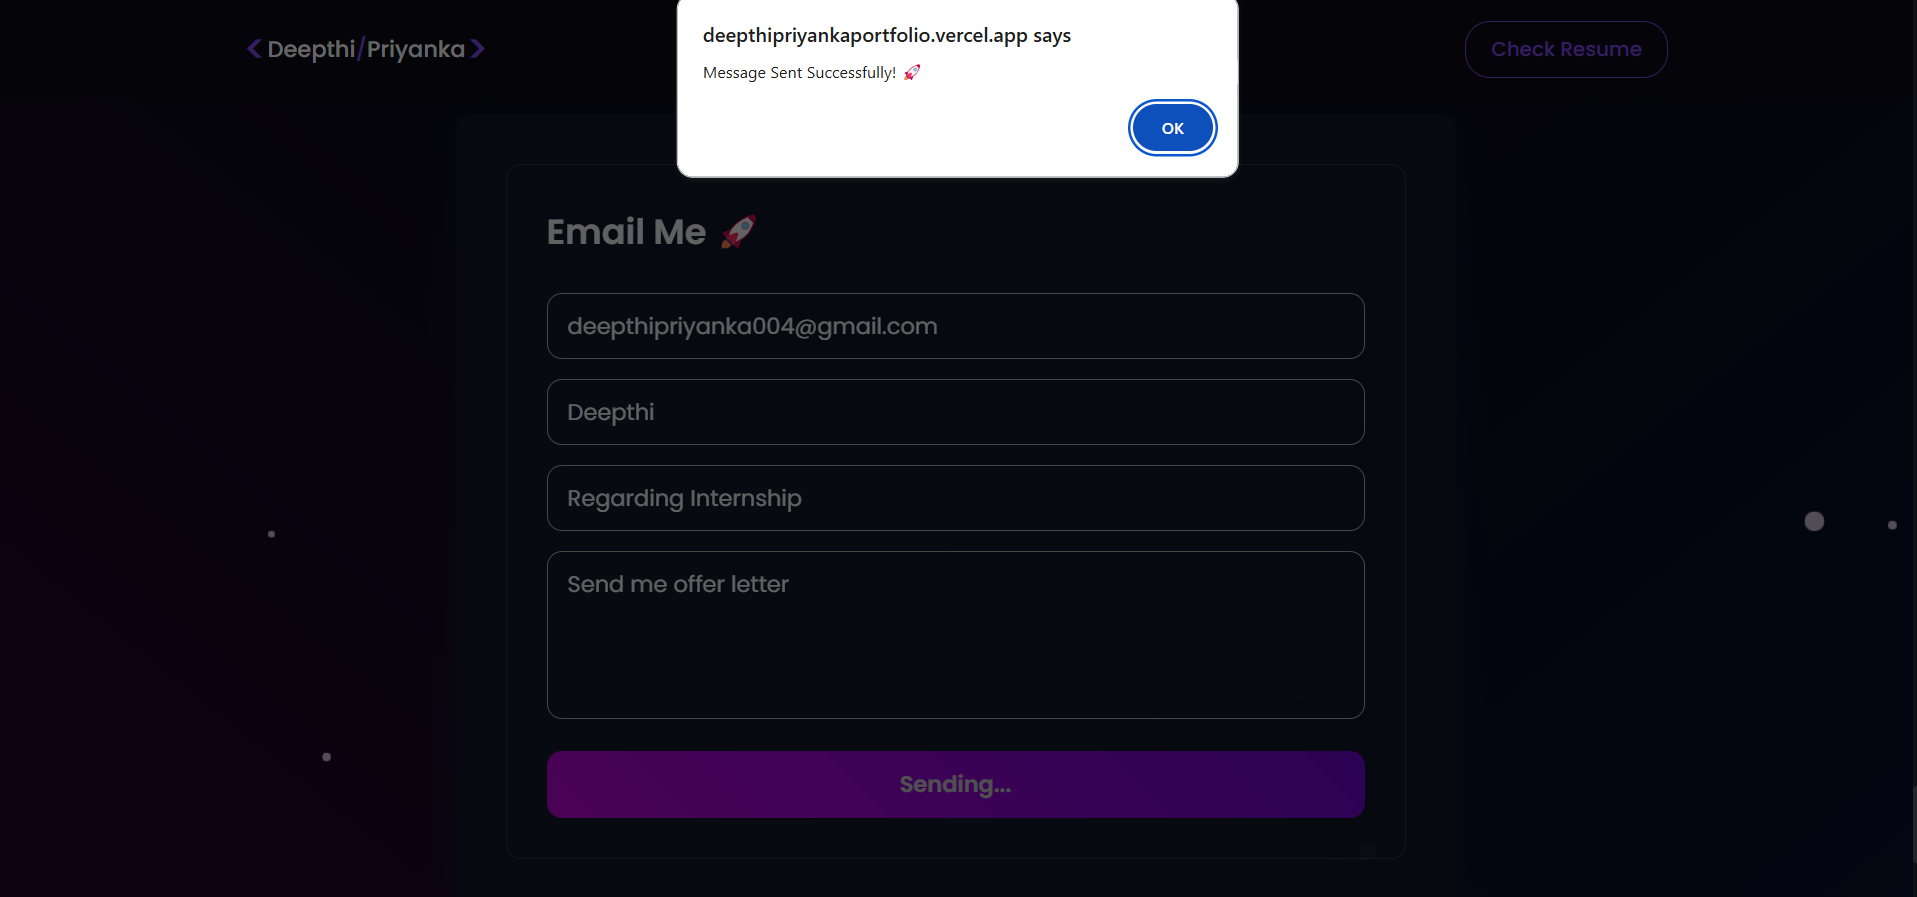 deepthipriyankaportfolio.vercel.app says
Message Sent Successfully! 🚀
OK
< Deepthi/Priyanka >
Check Resume
Email Me 🚀
deepthipriyanka004@gmail.com
Deepthi
Regarding Internship
Send me offer letter
Sending...